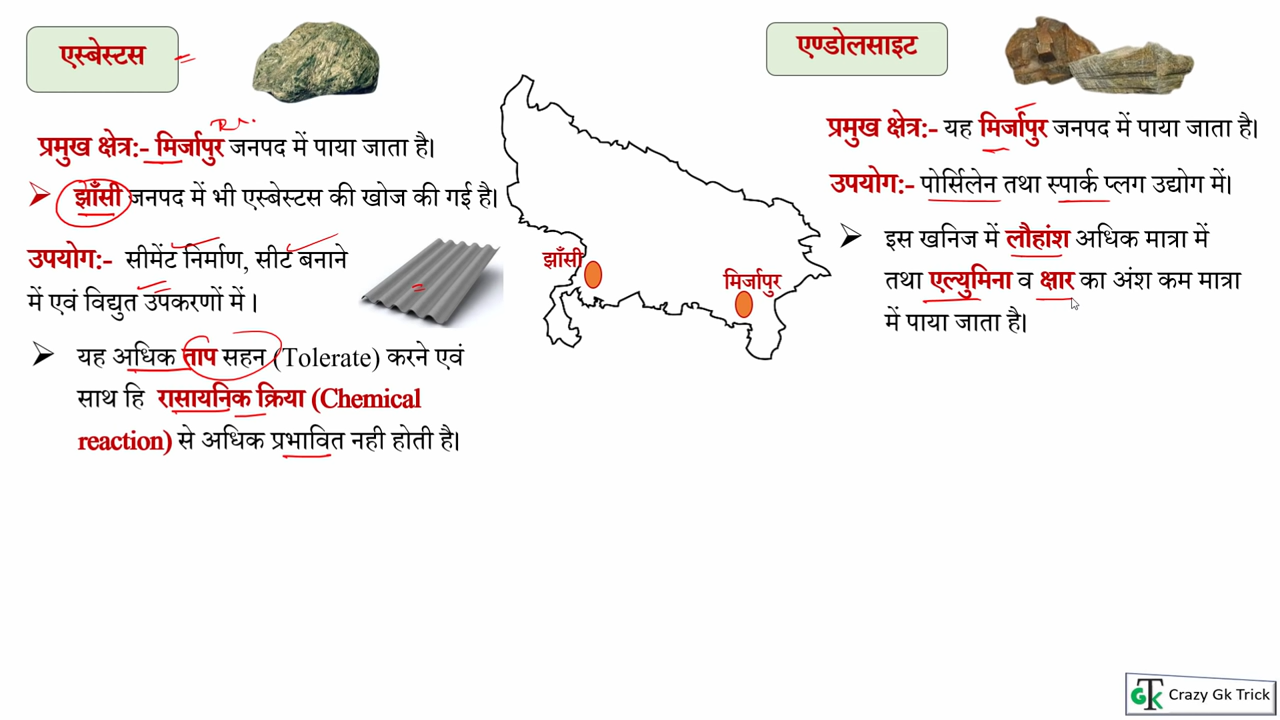 एस्बेस्टस
प्रमुख क्षेत्र:- मिर्जापुर जनपद में पाया जाता है।
झाँसी जनपद में भी एस्बेस्टस की खोज की गई है।
उपयोग:- सीमेंट निर्माण, सीट बनाने
में एवं विद्युत उपकरणों में ।
यह अधिक ताप सहन (Tolerate) करने एवं
साथ हि रासायनिक क्रिया (Chemical
reaction) से अधिक प्रभावित नही होती है।
झाँसी
मिर्जापुर
एण्डोलसाइट
प्रमुख क्षेत्र:- यह मिर्जापुर जनपद में पाया जाता है।
उपयोग:- पोर्सिलेन तथा स्पार्क प्लग उद्योग में।
इस खनिज में लौहांश अधिक मात्रा में
तथा एल्युमिना व क्षार का अंश कम मात्रा
में पाया जाता है।
GTK Crazy Gk Trick